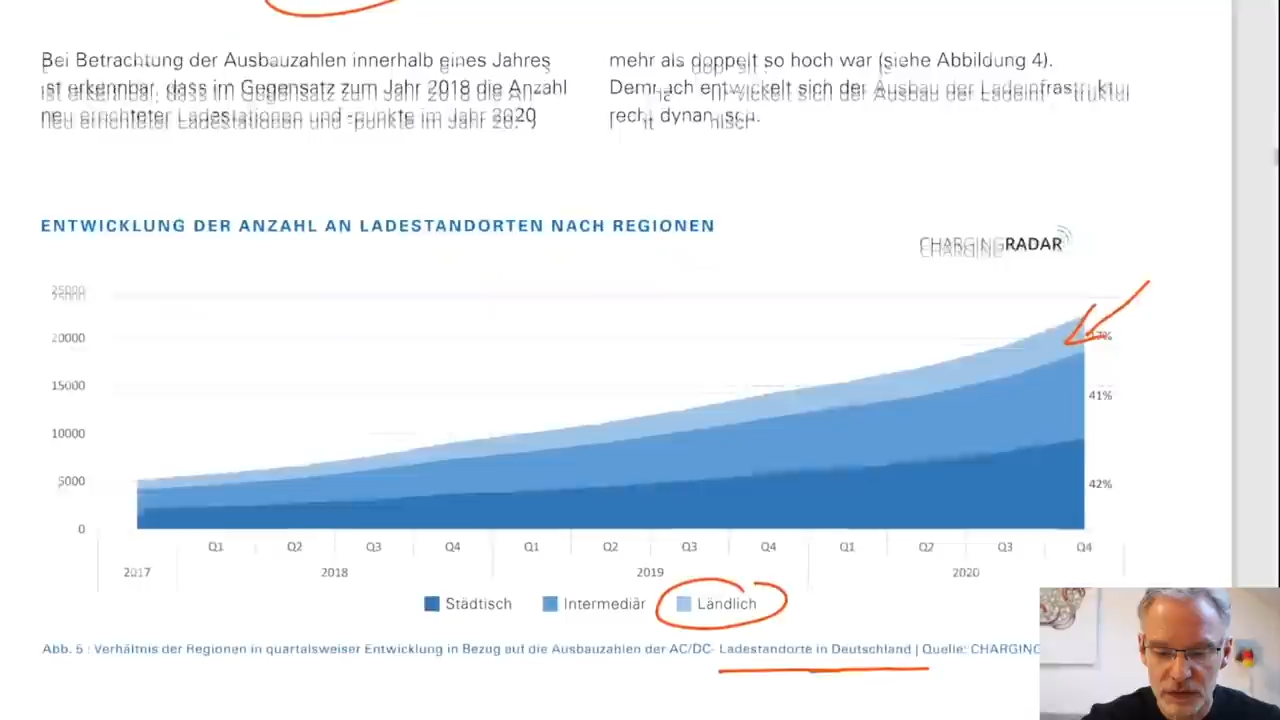 Bei Betrachtung der Ausbauzahlen innerhalb eines Jahres
ist erkennbar, dass im Gegensatz zum Jahr 2018 die Anzahl
neu errichteter Ladestationen und -punkte im Jahr 2020
mehr als doppelt so hoch war (siehe Abbildung 4).
Demnach entwickelt sich der Ausbau der Ladeinfrastruktur
recht dynamisch.
ENTWICKLUNG DER ANZAHL AN LADESTANDORTEN NACH REGIONEN
CHARGINGRADAR
25000
20000
15000
10000
5000
0
17%
41%
42%
Q1 Q2 Q3 Q4 Q1 Q2 Q3 Q4 Q1 Q2 Q3 Q4
2017 2018 2019 2020
Städtisch Intermediär Ländlich
Abb. 5 : Verhältnis der Regionen in quartalsweiser Entwicklung in Bezug auf die Ausbauzahlen der AC/DC- Ladestandorte in Deutschland | Quelle: CHARGING